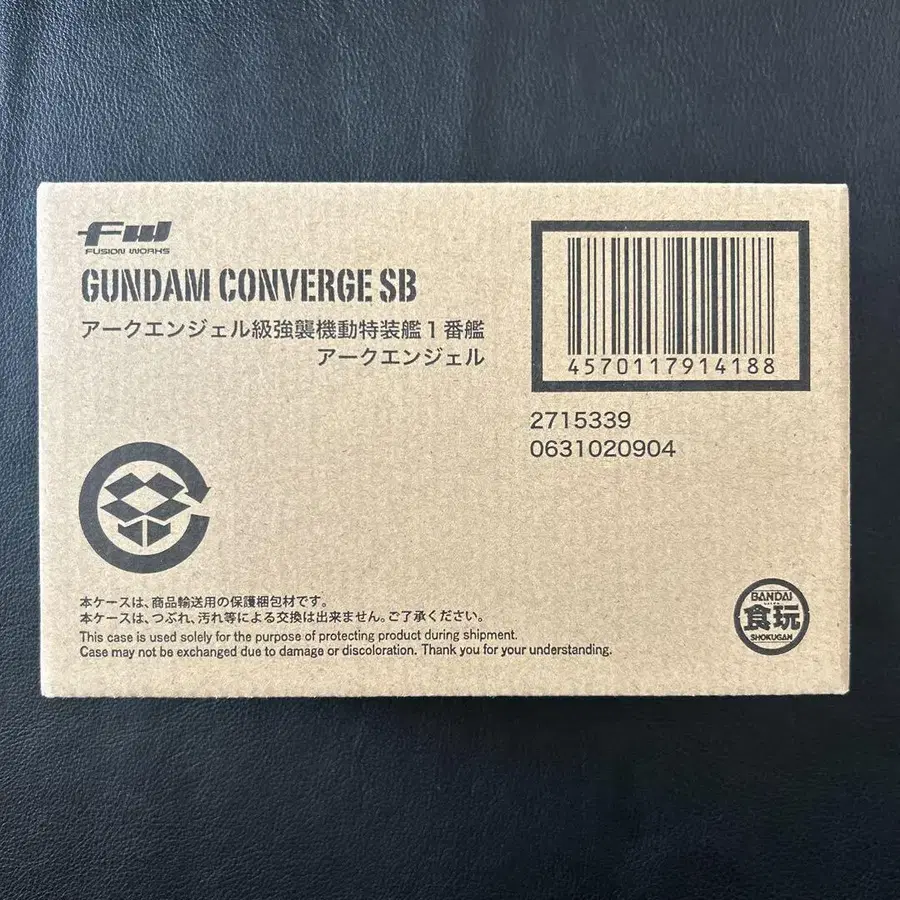 FW
FUSION WORKS
GUNDAM CONVERGE SB
アークエンジェル級強襲機動特装艦1番艦
アークエンジェル
4570117914188
2715339
0631020904
本ケースは、商品輸送用の保護梱包材です。
本ケースは、つぶれ、汚れ等による交換は出来ません。ご了承ください。
This case is used solely for the purpose of protecting product during shipment.
Case may not be exchanged due to damage or discoloration. Thank you for your understanding.
BANDAI
食玩
SHOKUGAN